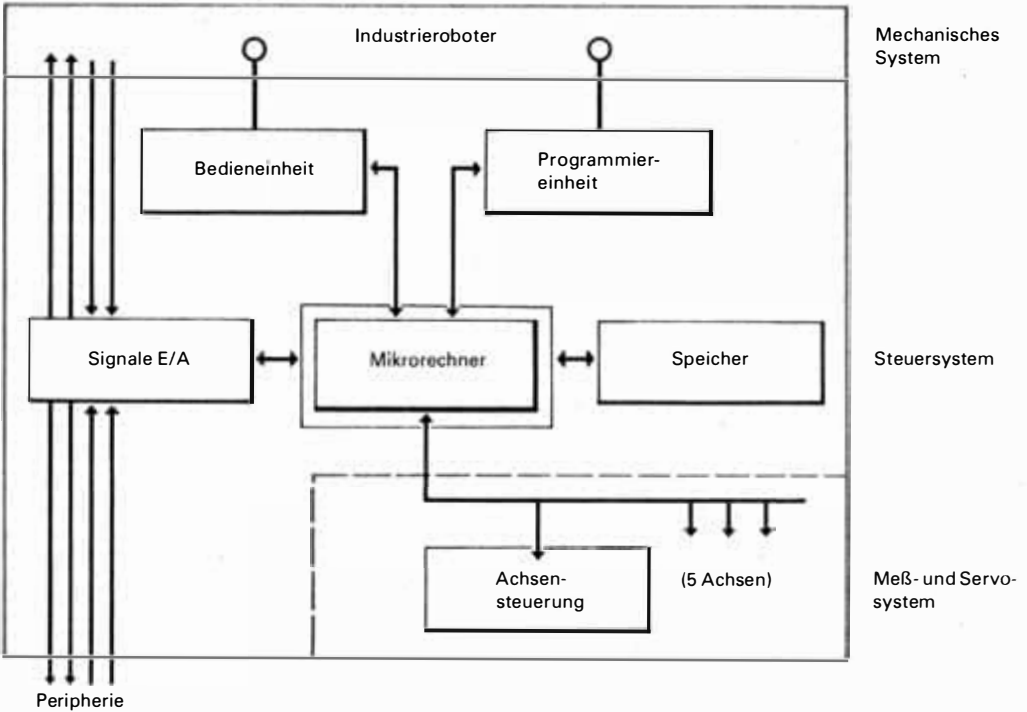 Industrieroboter
Mechanisches
System
Bedieneinheit
Programmier-
einheit
Signale E/A
Mikrorechner
Speicher
Steuersystem
Achsen-
steuerung
(5 Achsen)
Meß- und Servo-
system
Peripherie